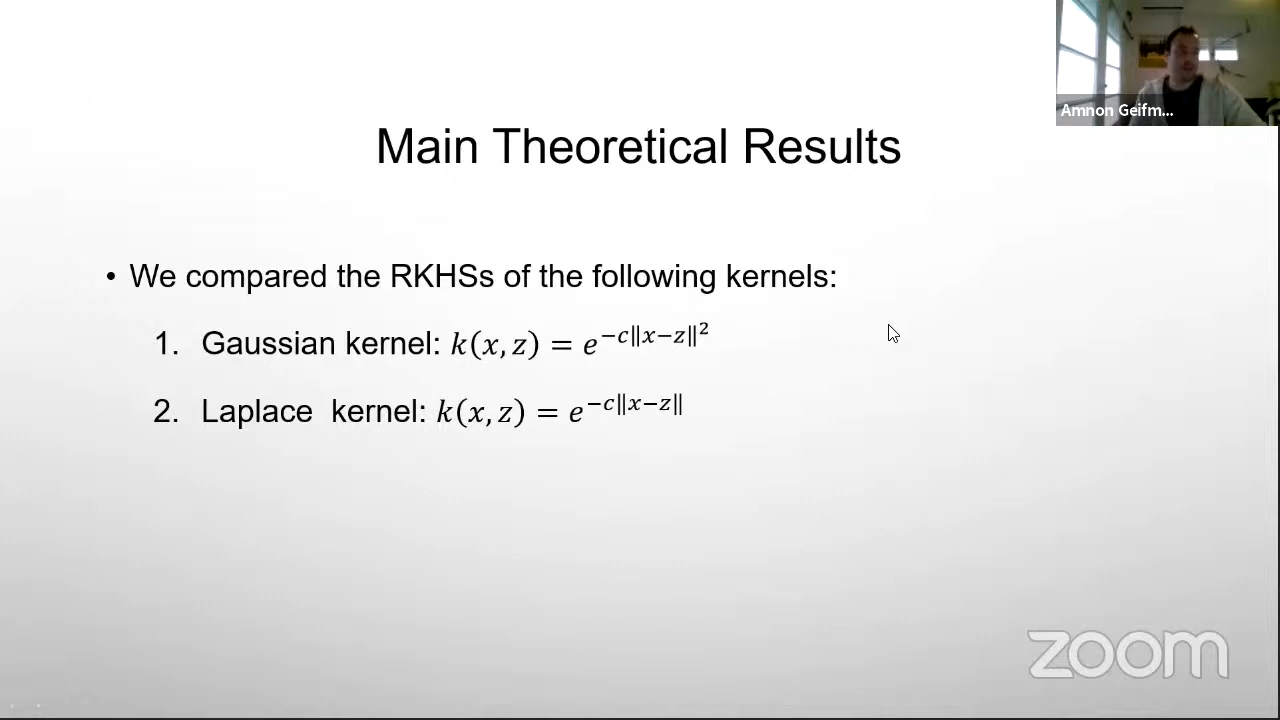 Amnon Geifm...
Main Theoretical Results
• We compared the RKHSs of the following kernels:
1. Gaussian kernel: k(x, z) = e^{−c‖x−z‖²}
2. Laplace kernel: k(x, z) = e^{−c‖x−z‖}
zoom